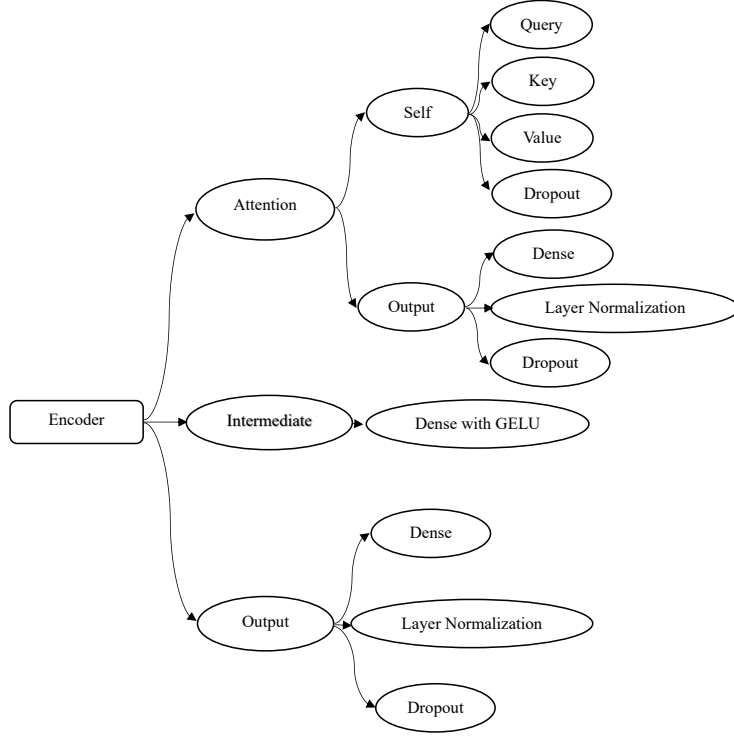 Query
Key
Self
Value
Dropout
Attention
Dense
Output
Layer Normalization
Dropout
Encoder
Intermediate
Dense with GELU
Dense
Output
Layer Normalization
Dropout